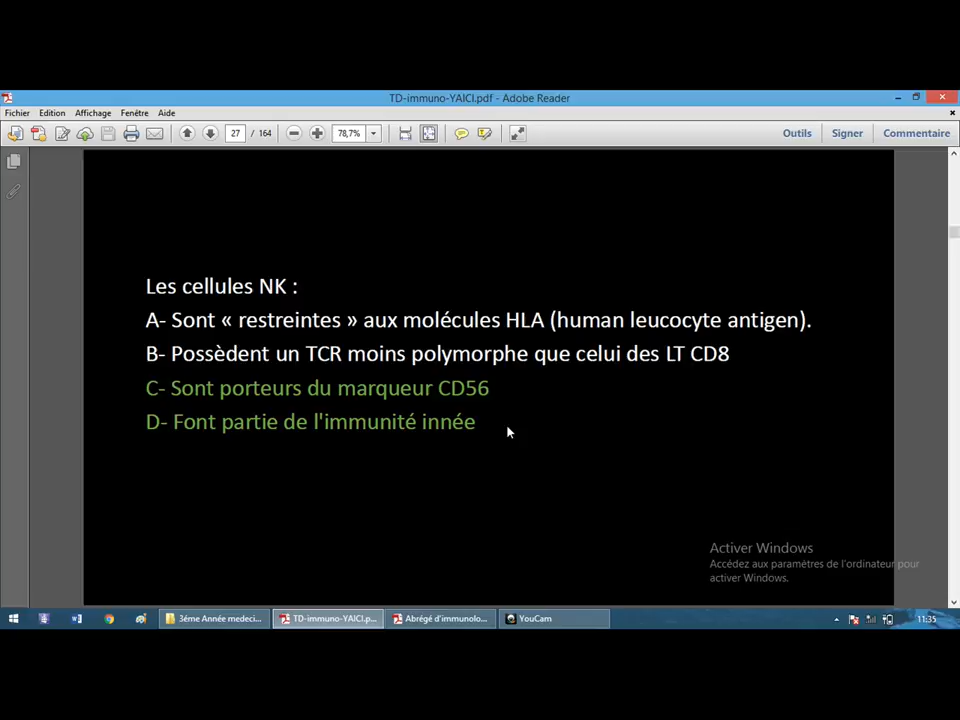 TD-immuno-YAICI.pdf - Adobe Reader
Fichier Edition Affichage Fenêtre Aide
27 / 164 78,7% Outils Signer Commentaire
Les cellules NK :
A- Sont « restreintes » aux molécules HLA (human leucocyte antigen).
B- Possèdent un TCR moins polymorphe que celui des LT CD8
C- Sont porteurs du marqueur CD56
D- Font partie de l'immunité innée
Activer Windows
Accédez aux paramètres de l'ordinateur pour
activer Windows.
3éme Année medeci... TD-immuno-YAICI.p... Abrégé d'immunolo... YouCam 11:35